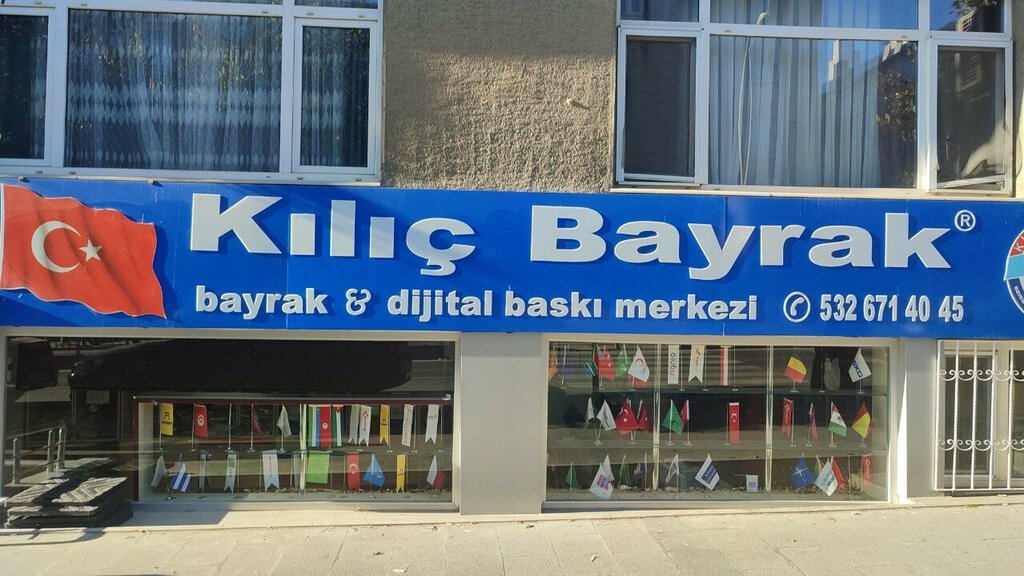 Kılıç Bayrak®
bayrak & dijital baskı merkezi 532 671 40 45